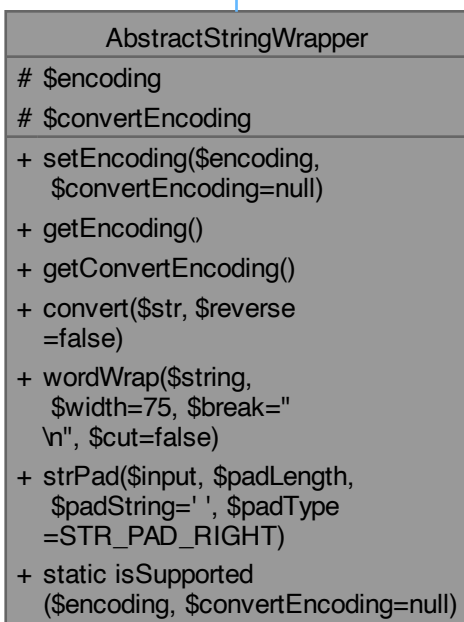 AbstractStringWrapper
# $encoding
# $convertEncoding
+ setEncoding($encoding,
$convertEncoding=null)
+ getEncoding()
+ getConvertEncoding()
+ convert($str, $reverse
=false)
+ wordWrap($string,
$width=75, $break="
\n", $cut=false)
+ strPad($input, $padLength,
$padString=' ', $padType
=STR_PAD_RIGHT)
+ static isSupported
($encoding, $convertEncoding=null)